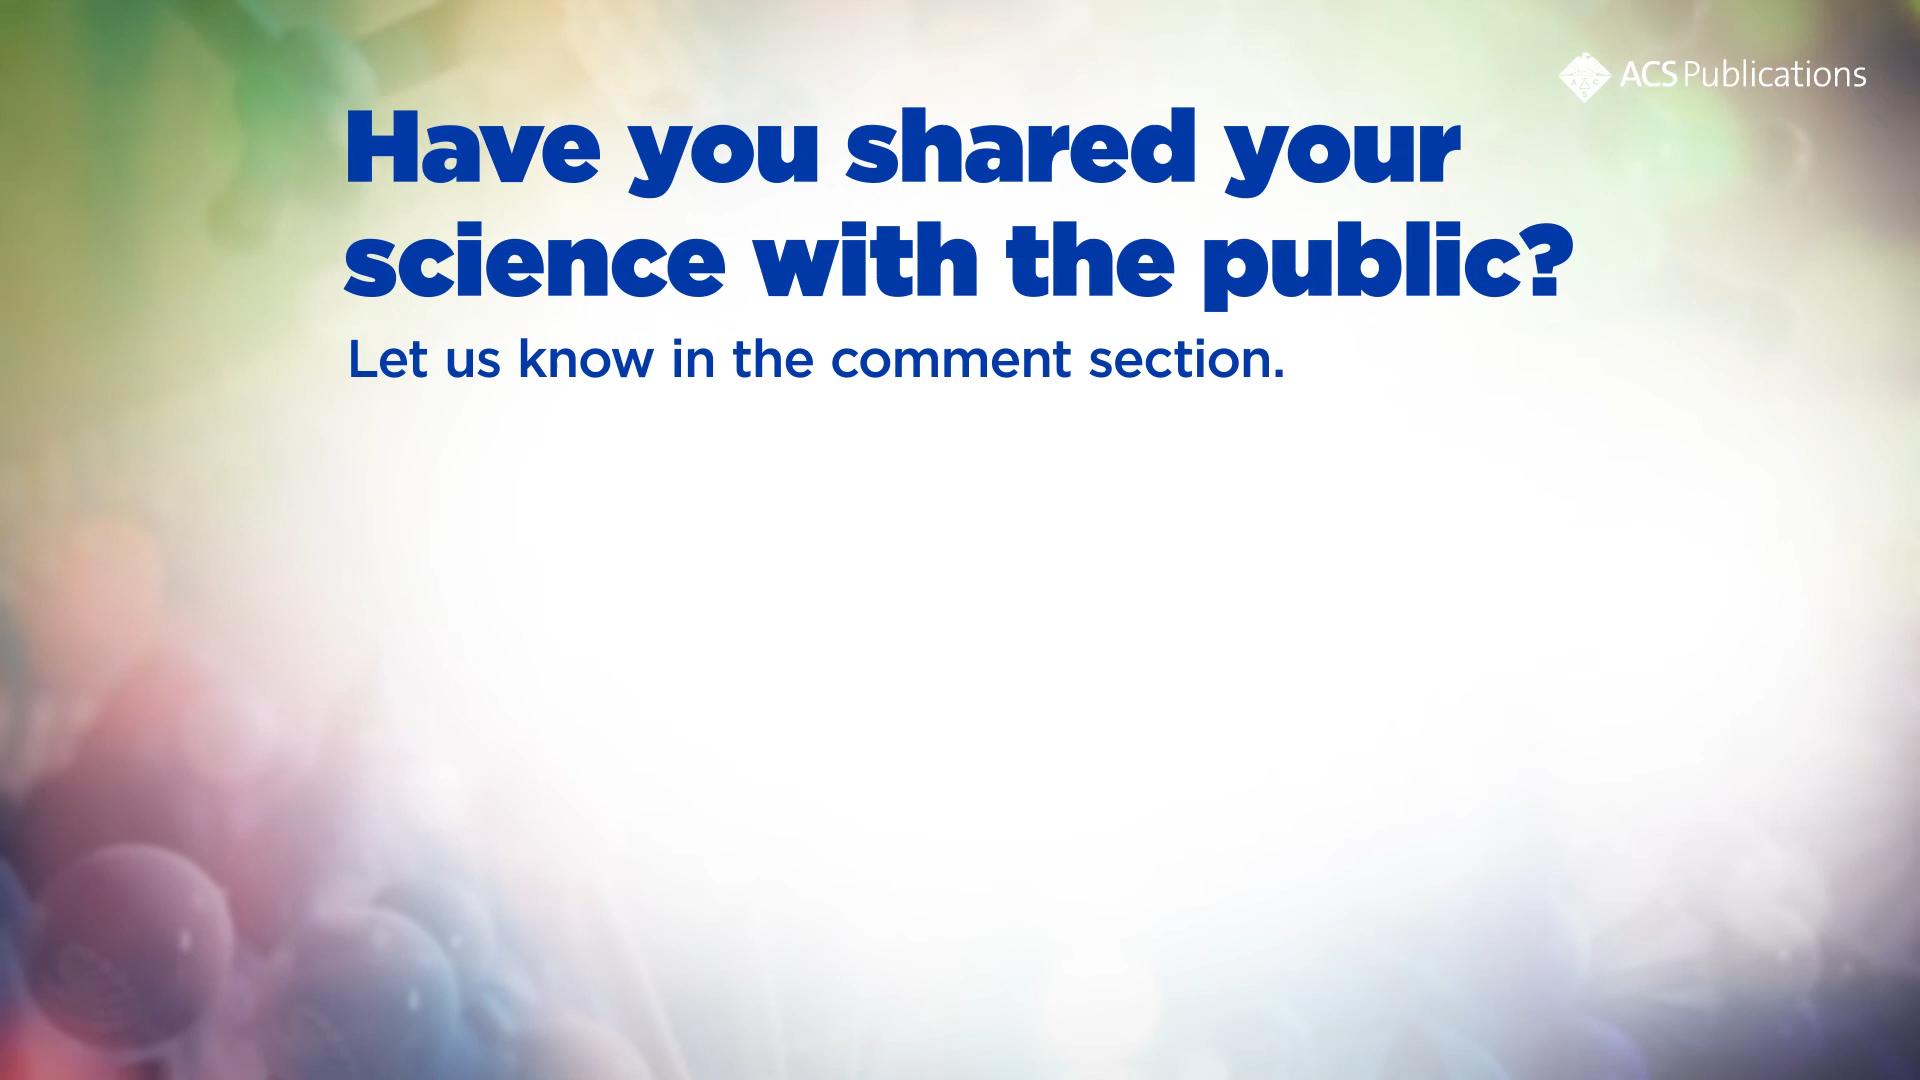 ACS Publications
Have you shared your
science with the public?
Let us know in the comment section.